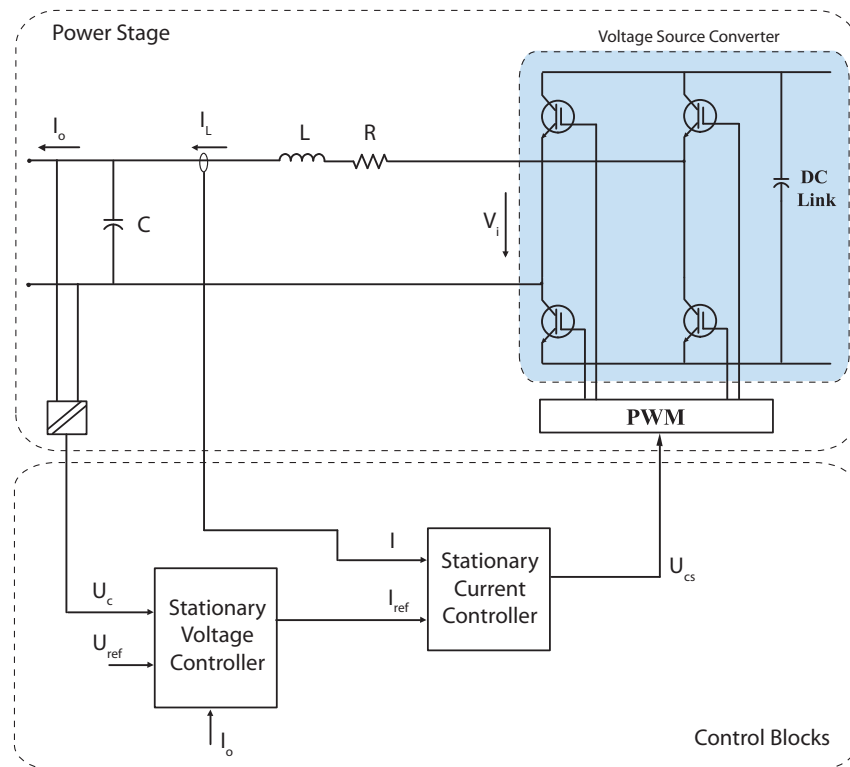 Power Stage
Voltage Source Converter
I_o
I_L
L
R
C
V_i
DC
Link
PWM
I
Stationary
Current
Controller
U_cs
U_c
Stationary
Voltage
Controller
I_ref
U_ref
I_o
Control Blocks